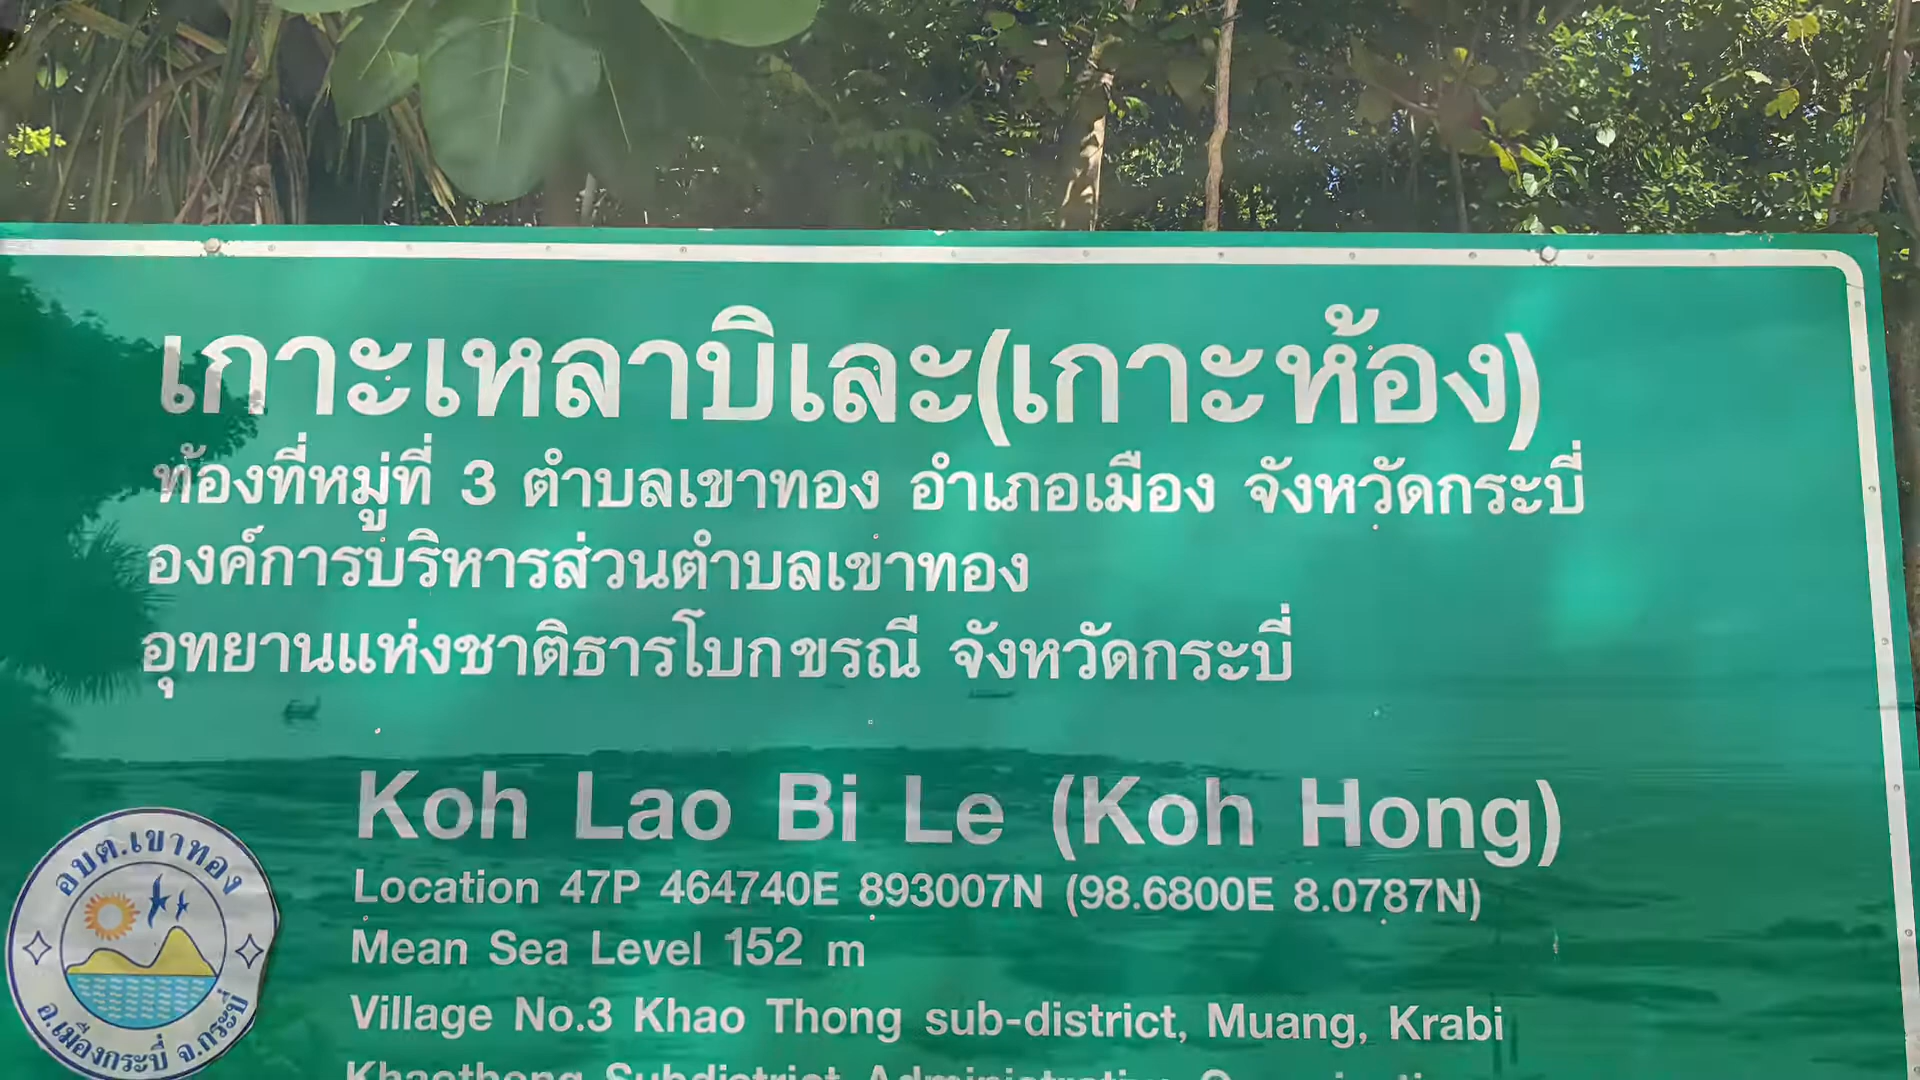 เกาะเหลาบิเละ(เกาะห้อง)
ท้องที่หมู่ที่ 3 ตำบลเขาทอง อำเภอเมือง จังหวัดกระบี่
องค์การบริหารส่วนตำบลเขาทอง
อุทยานแห่งชาติธารโบกขรณี จังหวัดกระบี่
Koh Lao Bi Le (Koh Hong)
Location 47P 464740E 893007N (98.6800E 8.0787N)
Mean Sea Level 152 m
Village No.3 Khao Thong sub-district, Muang, Krabi
Khaothong Subdistrict
อบต.เขาทอง
อ.เมืองกระบี่ จ.กระบี่